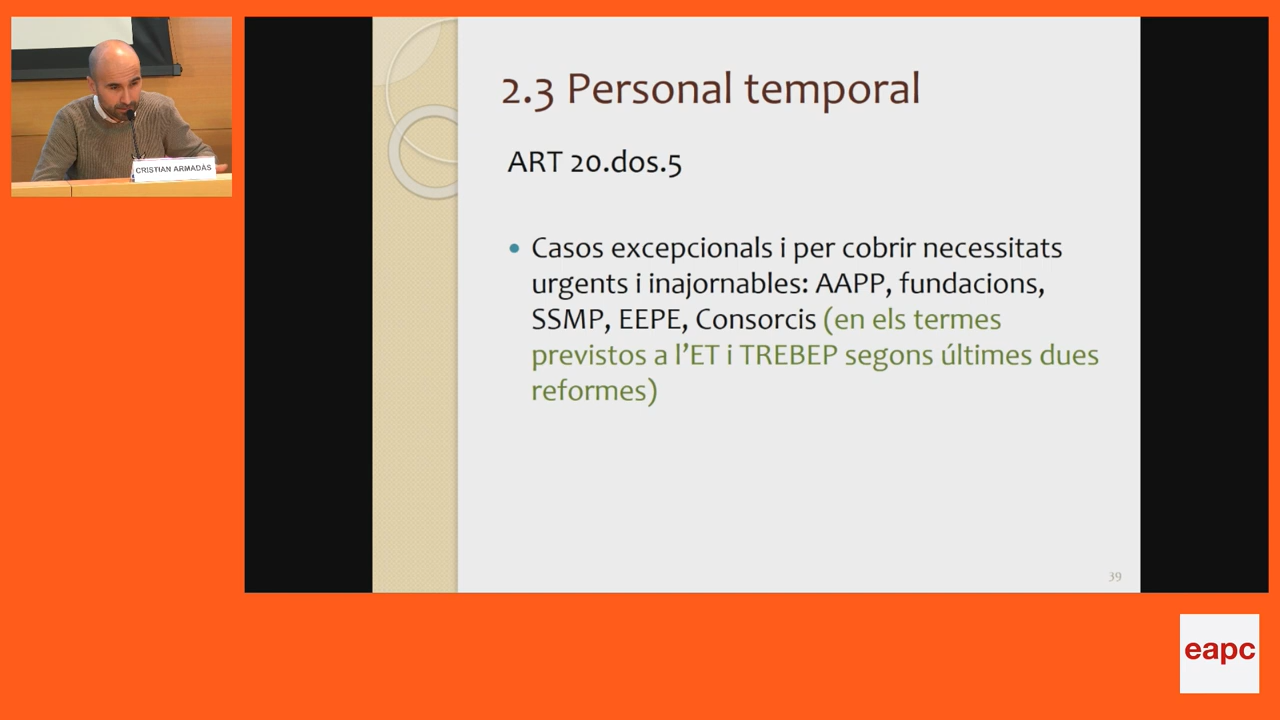 CRISTIAN ARMADÀS
2.3 Personal temporal
ART 20.dos.5
• Casos excepcionals i per cobrir necessitats
urgents i inajornables: AAPP, fundacions,
SSMP, EEPE, Consorcis (en els termes
previstos a l’ET i TREBEP segons últimes dues
reformes)
39
eapc